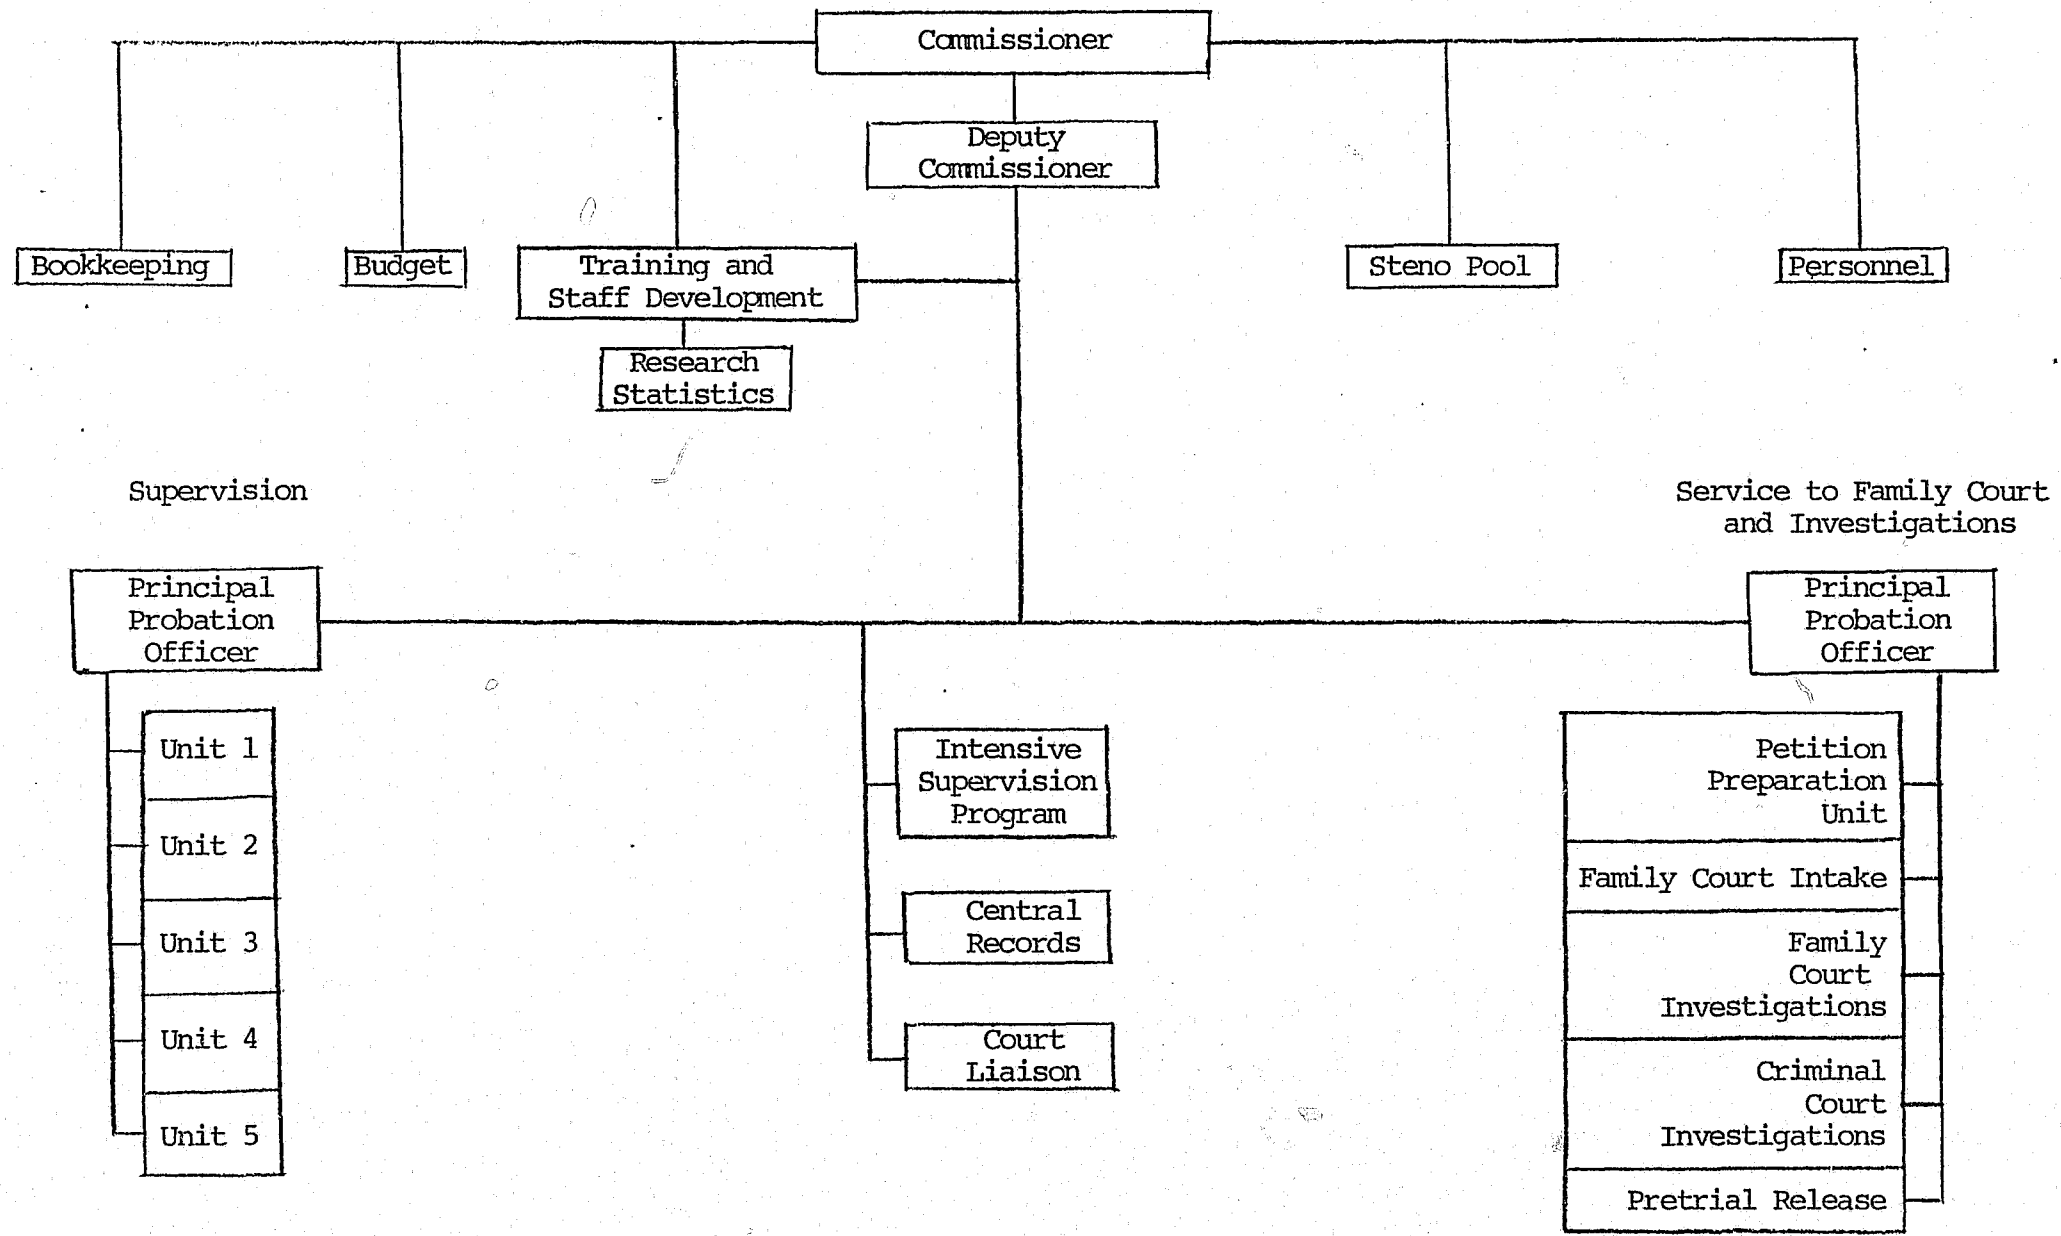 Commissioner
Deputy
Commissioner
Bookkeeping
Budget
Training and
Staff Development
Steno Pool
Personnel
Research
Statistics
Supervision
Service to Family Court
and Investigations
Principal
Probation
Officer
Principal
Probation
Officer
Unit 1
Unit 2
Unit 3
Unit 4
Unit 5
Intensive
Supervision
Program
Central
Records
Court
Liaison
Petition
Preparation
Unit
Family Court Intake
Family
Court
Investigations
Criminal
Court
Investigations
Pretrial Release